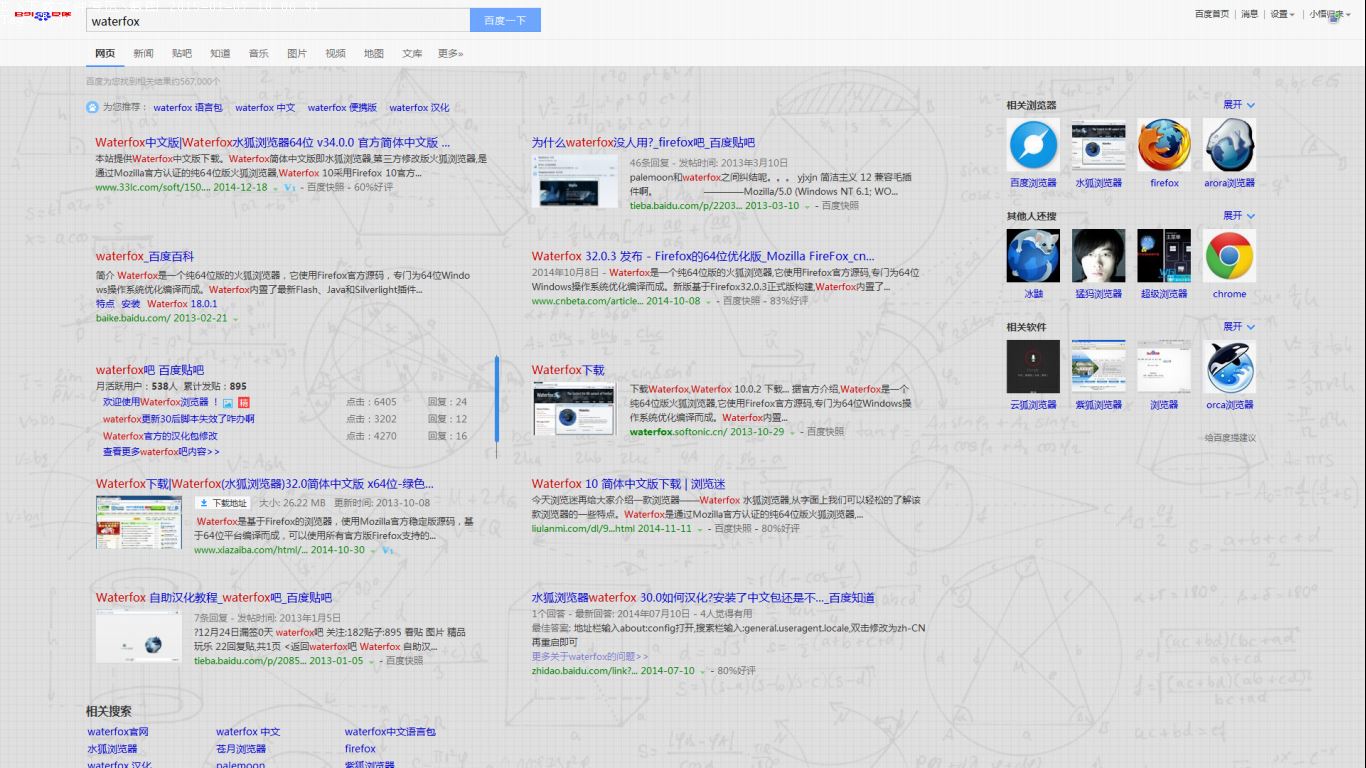 waterfox
百度一下
百度首页 消息 设置 小悟归来
网页 新闻 贴吧 知道 音乐 图片 视频 地图 文库 更多»
百度为您找到相关结果约567,000个
为您推荐： waterfox 语言包 waterfox 中文 waterfox 便携版 waterfox 汉化
Waterfox中文版|Waterfox水狐浏览器64位 v34.0.0 官方简体中文版 ...
本站提供Waterfox中文版下载。Waterfox简体中文版即水狐浏览器,第三方修改版火狐浏览器,是
通过Mozilla官方认证的纯64位版火狐浏览器。Waterfox 10采用Firefox 10官方...
www.33lc.com/soft/150.... 2014-12-18 - V1 - 百度快照 - 60%好评
为什么waterfox没人用?_firefox吧_百度贴吧
46条回复 - 发帖时间: 2013年3月10日
palemoon和waterfox之间纠结吧。。。 yjxjn 简洁主义 12 兼容毛插
件啊。 ————Mozilla/5.0 (Windows NT 6.1; WO...
tieba.baidu.com/p/2203... 2013-03-10 - 百度快照
waterfox_百度百科
简介 Waterfox是一个纯64位版的火狐浏览器，它使用Firefox官方源码，专门为64位Windo
ws操作系统优化编译而成。Waterfox内置了最新Flash、Java和Silverlight插件...
特点 安装 Waterfox 18.0.1
baike.baidu.com/ 2013-02-21
Waterfox 32.0.3 发布 - Firefox的64位优化版_Mozilla FireFox_cn...
2014年10月8日 - Waterfox是一个纯64位版的火狐浏览器,它使用Firefox官方源码,专门为64位
Windows操作系统优化编译而成。新版基于Firefox32.0.3正式版构建,Waterfox内置了...
www.cnbeta.com/article... 2014-10-08 - 百度快照 - 83%好评
waterfox吧 百度贴吧
月活跃用户：538人 累计发贴：895
欢迎使用Waterfox浏览器 ！ 精 点击：6405 回复：24
waterfox更新30后脚本失效了咋办啊 点击：3202 回复：12
Waterfox官方的汉化包修改 点击：4270 回复：16
查看更多waterfox吧内容>>
Waterfox下载
下载Waterfox,Waterfox 10.0.2 下载... 据官方介绍,Waterfox是一个
纯64位版火狐浏览器,它使用Firefox官方源码,专门为64位Windows操
作系统优化编译而成。Waterfox内置...
waterfox.softonic.cn/ 2013-10-29 - 百度快照
Waterfox下载|Waterfox(水狐浏览器)32.0简体中文版 x64位-绿色...
下载地址 大小: 26.22 MB 更新时间: 2013-10-08
Waterfox是基于Firefox的浏览器，使用Mozilla官方稳定版源码，基
于64位平台编译而成，可以使用所有官方版Firefox支持的...
www.xiazaiba.com/html/... 2014-10-30 - V1
Waterfox 10 简体中文版下载 | 浏览迷
今天浏览迷再给大家介绍一款浏览器——Waterfox 水狐浏览器,从字面上我们可以轻松的了解该
款浏览器的一些特点。Waterfox是通过Mozilla官方认证的纯64位版火狐浏览器,...
liulanmi.com/dl/9...html 2014-11-11 - 百度快照 - 80%好评
Waterfox 自助汉化教程_waterfox吧_百度贴吧
7条回复 - 发帖时间: 2013年1月5日
?12月24日漏签0天 waterfox吧 关注:182贴子:895 看贴 图片 精品
玩乐 22回复贴,共1页 <返回waterfox吧 Waterfox 自助汉...
tieba.baidu.com/p/2085... 2013-01-05 - 百度快照
水狐浏览器waterfox 30.0如何汉化?安装了中文包还是不..._百度知道
1个回答 - 最新回答: 2014年07月10日 - 4人觉得有用
最佳答案: 地址栏输入about:config打开,搜索栏输入:general.useragent.locale,双击修改为zh-CN
再重启即可
更多关于waterfox的问题>>
zhidao.baidu.com/link?... 2014-07-10 - 80%好评
相关搜索
waterfox官网 waterfox 中文 waterfox中文语言包
水狐浏览器 苍月浏览器 firefox
waterfox 汉化 palemoon 紫狐浏览器
相关浏览器 展开
百度浏览器 水狐浏览器 firefox arora浏览器
其他人还搜 展开
冰鼬 猛犸浏览器 超级浏览器 chrome
相关软件 展开
云狐浏览器 紫狐浏览器 浏览器 orca浏览器
给百度提建议